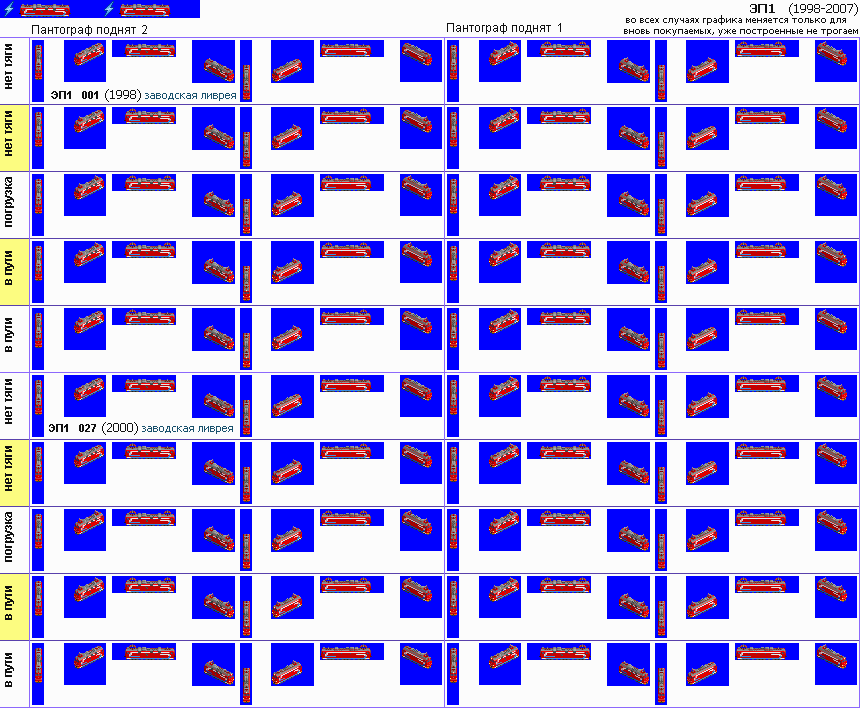 ЭП1 (1998-2007)
во всех случаях графика меняется только для
вновь покупаемых, уже построенные не трогаем
Пантограф поднят 2
Пантограф поднят 1
нет тяги
ЭП1 001 (1998) заводская ливрея
нет тяги
погрузка
в пути
в пути
нет тяги
ЭП1 027 (2000) заводская ливрея
нет тяги
погрузка
в пути
в пути